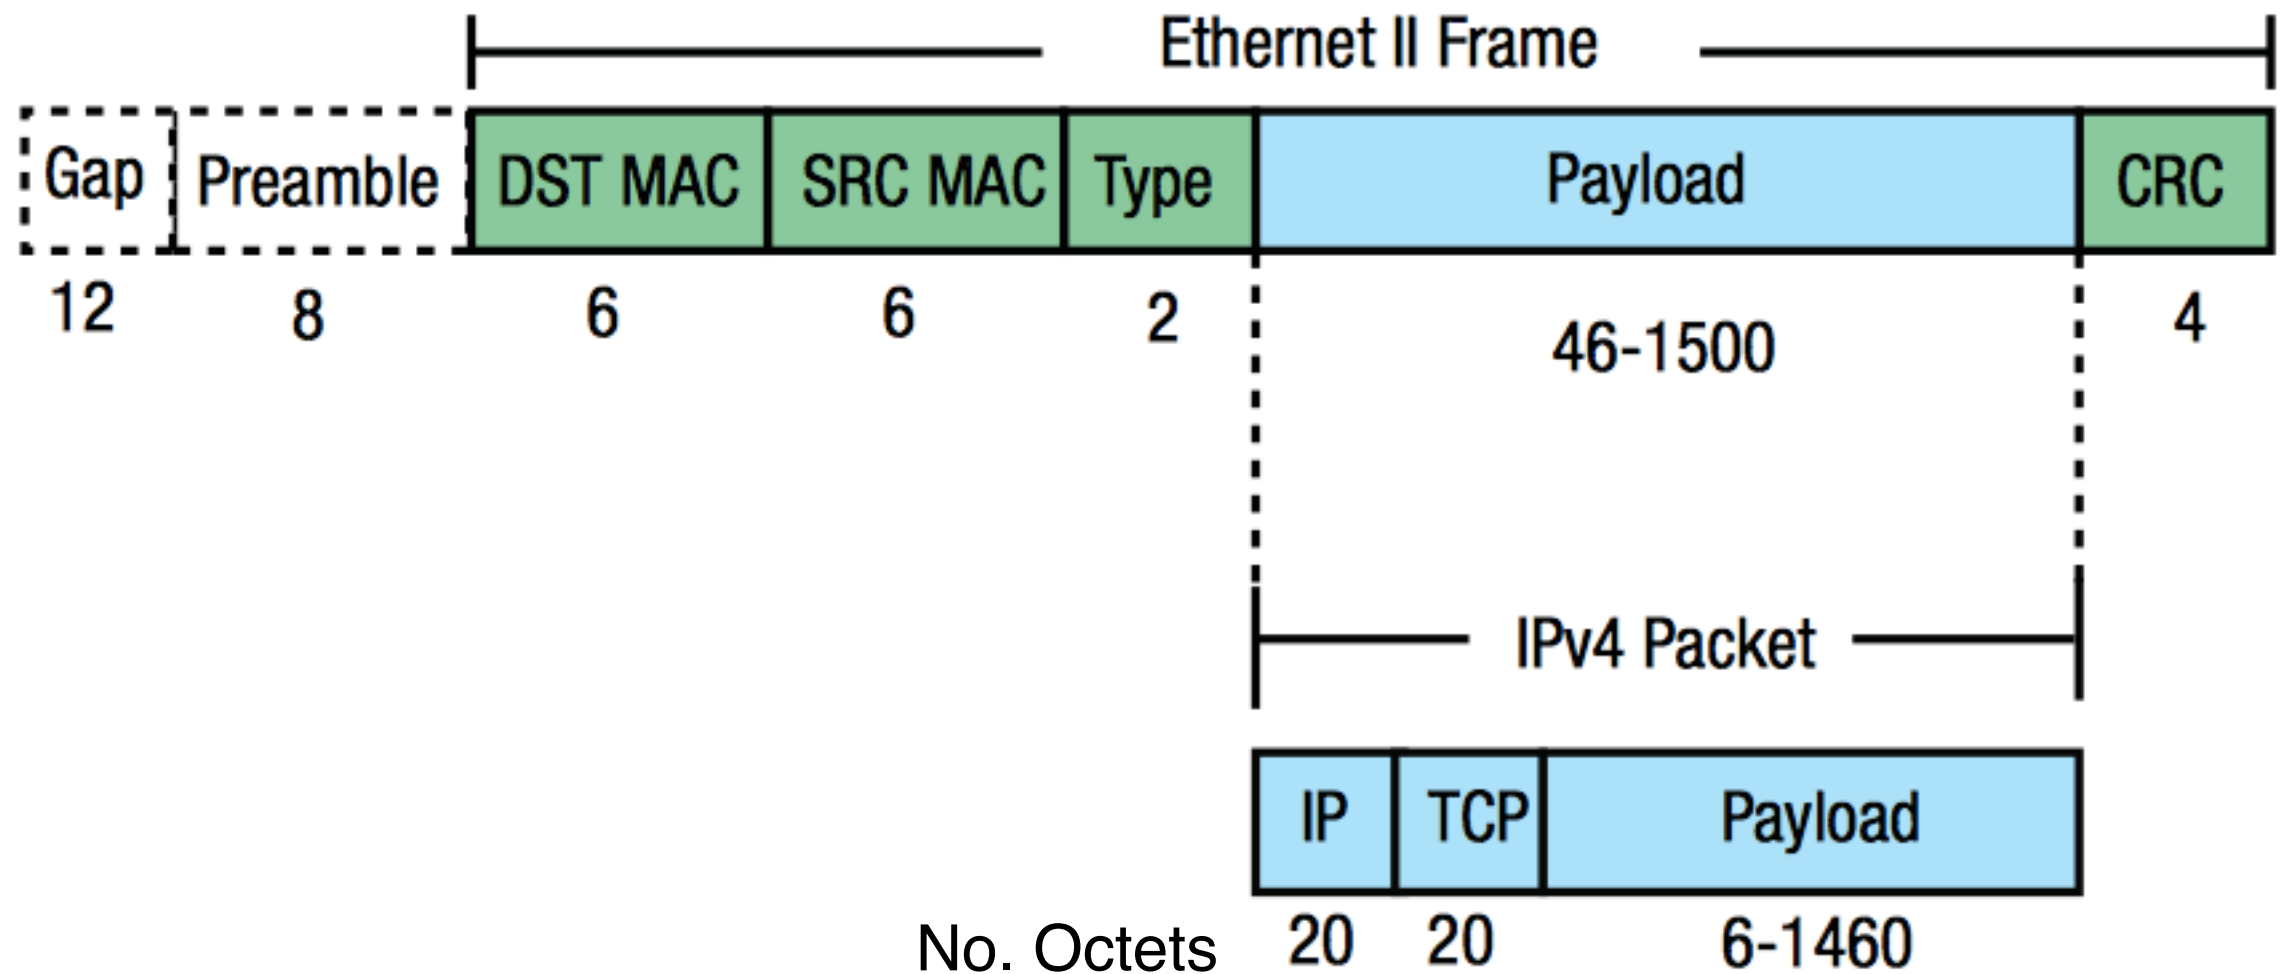 Ethernet II Frame
Gap Preamble DST MAC SRC MAC Type Payload CRC
12 8 6 6 2 46-1500 4
IPv4 Packet
IP TCP Payload
No. Octets 20 20 6-1460